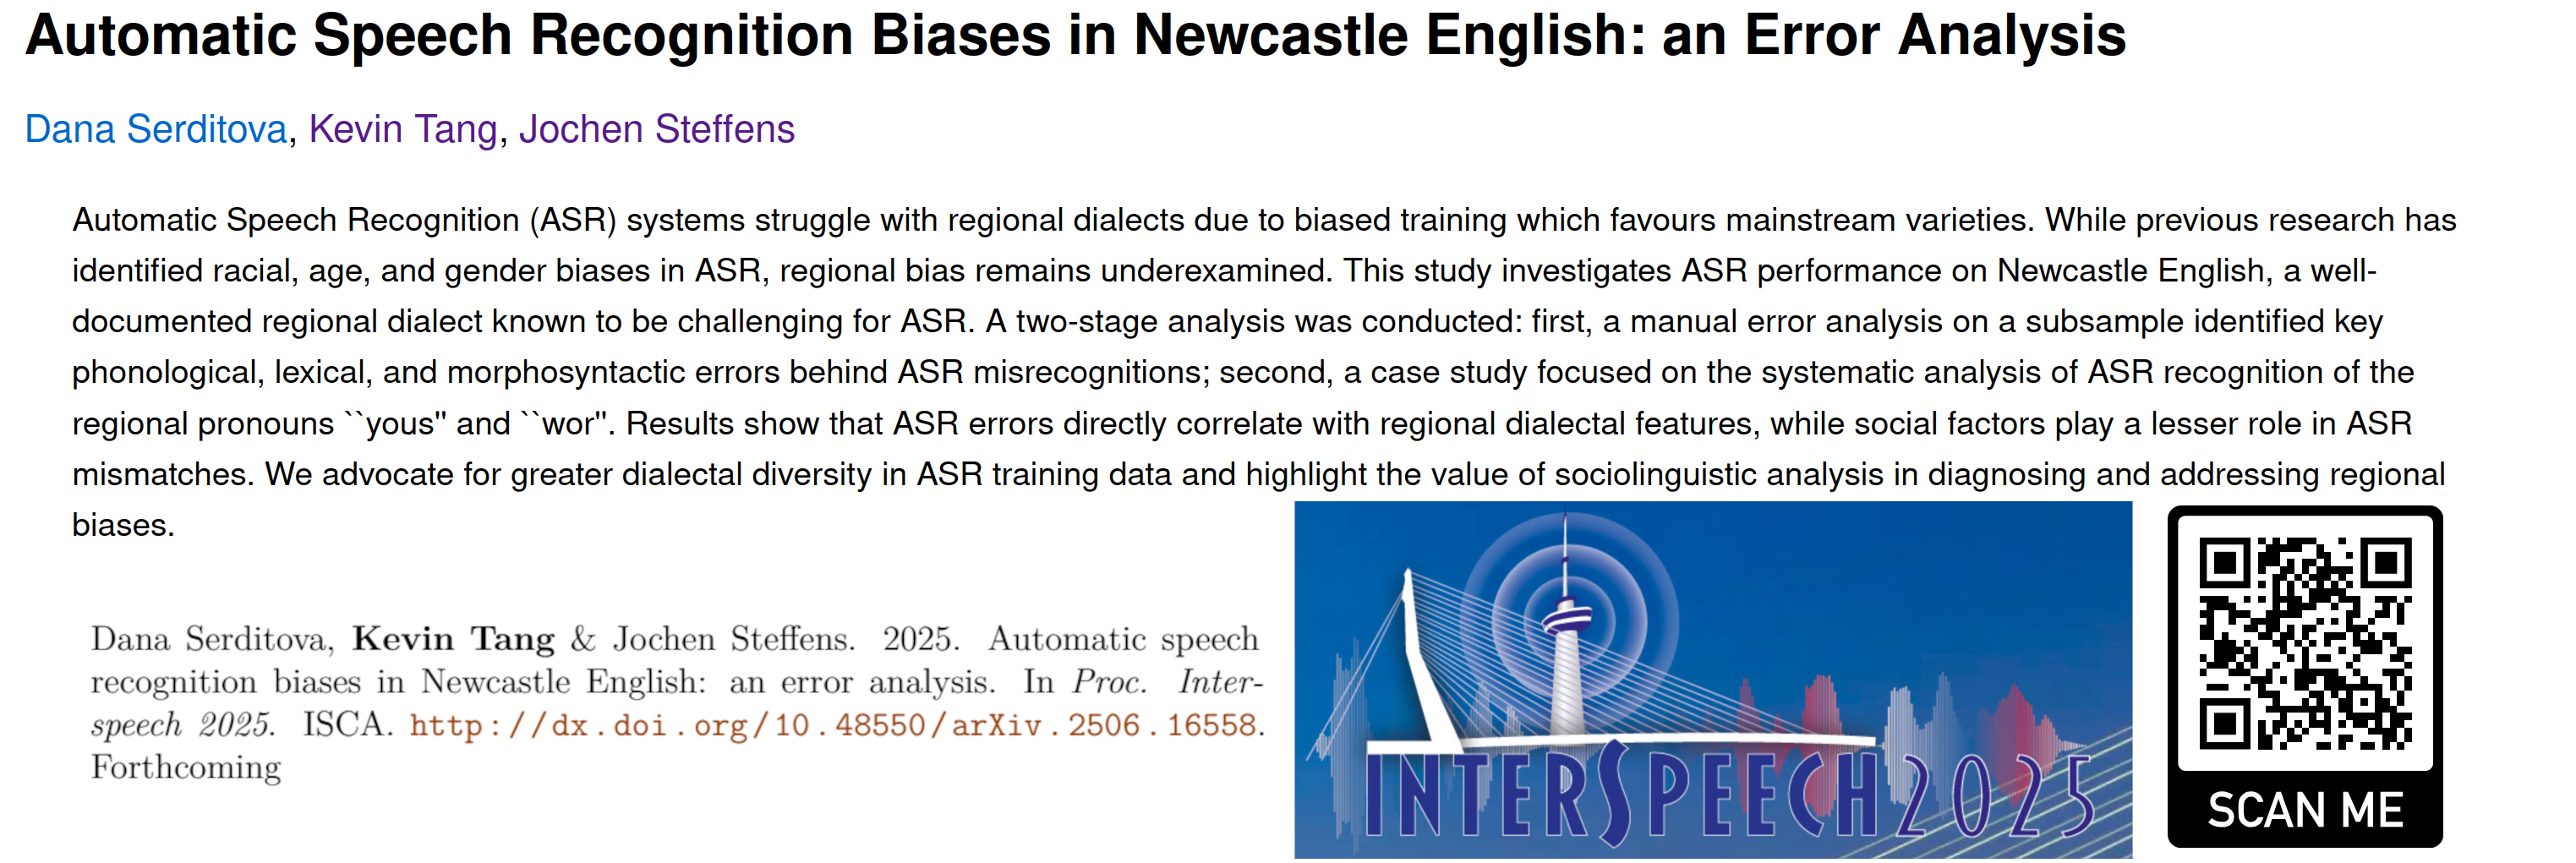 Automatic Speech Recognition Biases in Newcastle English: an Error Analysis
Dana Serditova, Kevin Tang, Jochen Steffens
Automatic Speech Recognition (ASR) systems struggle with regional dialects due to biased training which favours mainstream varieties. While previous research has
identified racial, age, and gender biases in ASR, regional bias remains underexamined. This study investigates ASR performance on Newcastle English, a well-
documented regional dialect known to be challenging for ASR. A two-stage analysis was conducted: first, a manual error analysis on a subsample identified key
phonological, lexical, and morphosyntactic errors behind ASR misrecognitions; second, a case study focused on the systematic analysis of ASR recognition of the
regional pronouns ``yous'' and ``wor''. Results show that ASR errors directly correlate with regional dialectal features, while social factors play a lesser role in ASR
mismatches. We advocate for greater dialectal diversity in ASR training data and highlight the value of sociolinguistic analysis in diagnosing and addressing regional
biases.
Dana Serditova, Kevin Tang & Jochen Steffens. 2025. Automatic speech
recognition biases in Newcastle English: an error analysis. In Proc. Inter-
speech 2025. ISCA. http://dx.doi.org/10.48550/arXiv.2506.16558.
Forthcoming
INTERSPEECH 2025
SCAN ME